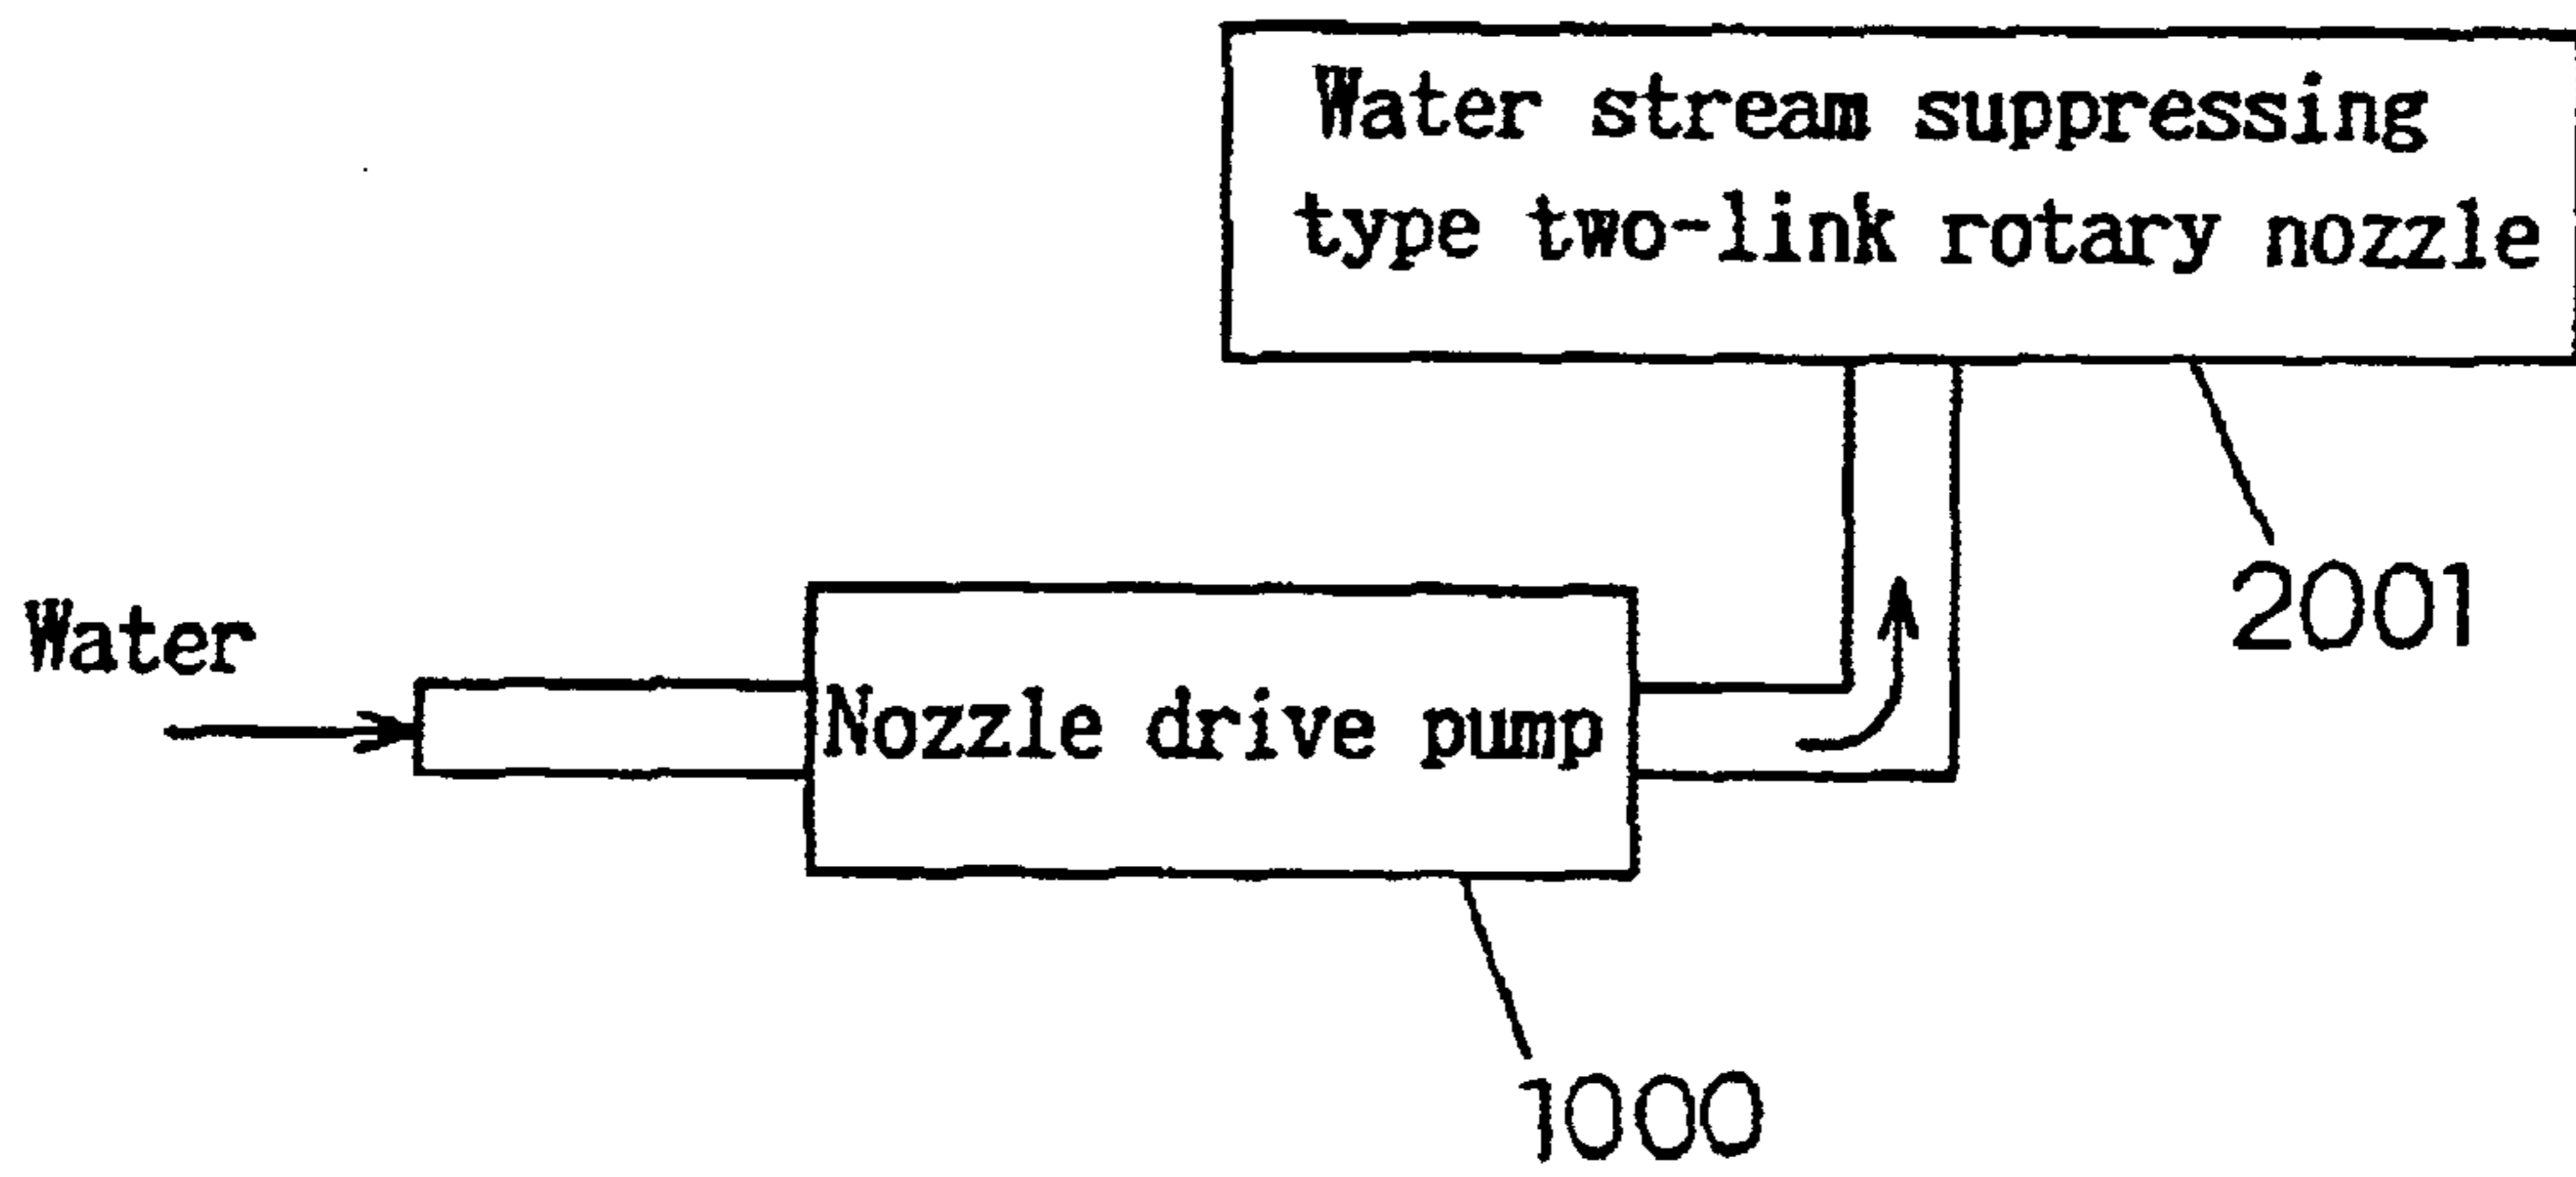 Water stream suppressing
type two-link rotary nozzle
2001
Water
Nozzle drive pump
1000